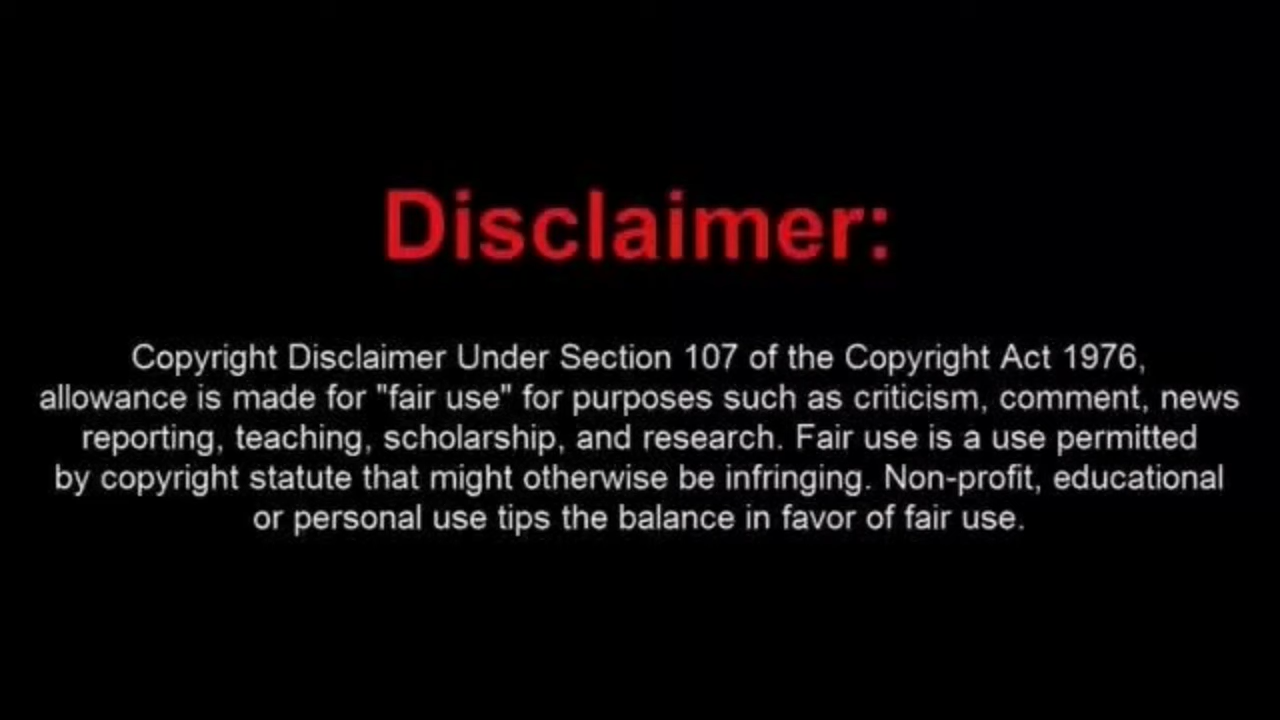 Disclaimer:
Copyright Disclaimer Under Section 107 of the Copyright Act 1976,
allowance is made for "fair use" for purposes such as criticism, comment, news
reporting, teaching, scholarship, and research. Fair use is a use permitted
by copyright statute that might otherwise be infringing. Non-profit, educational
or personal use tips the balance in favor of fair use.